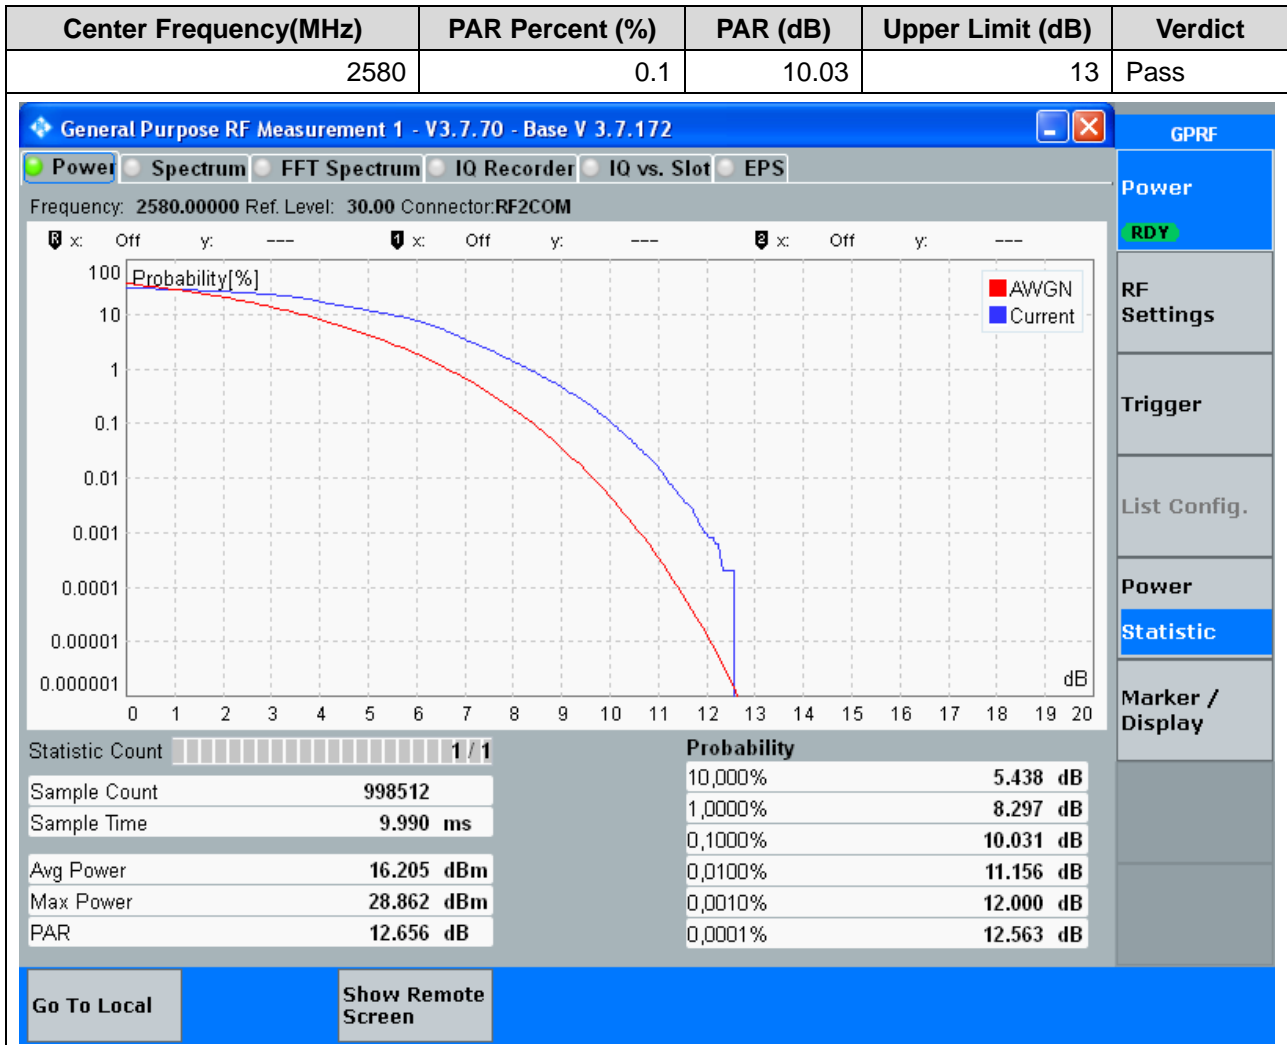 Center Frequency(MHz) PAR Percent (%) PAR (dB) Upper Limit (dB) Verdict
2580 0.1 10.03 13 Pass
General Purpose RF Measurement 1 - V3.7.70 - Base V 3.7.172
GPRF
Power Spectrum FFT Spectrum IQ Recorder IQ vs. Slot EPS
Power
RDY
Frequency: 2580.00000 Ref. Level: 30.00 Connector:RF2COM
R x: Off y: --- 1 x: Off y: --- 2 x: Off y: ---
Probability[%]
100
10
1
0.1
0.01
0.001
0.0001
0.00001
0.000001
AWGN
Current
dB
0 1 2 3 4 5 6 7 8 9 10 11 12 13 14 15 16 17 18 19 20
RF
Settings
Trigger
List Config.
Power
Statistic
Marker /
Display
Statistic Count 1 / 1
Sample Count 998512
Sample Time 9.990 ms
Avg Power 16.205 dBm
Max Power 28.862 dBm
PAR 12.656 dB
Probability
10,000% 5.438 dB
1,0000% 8.297 dB
0,1000% 10.031 dB
0,0100% 11.156 dB
0,0010% 12.000 dB
0,0001% 12.563 dB
Go To Local
Show Remote
Screen